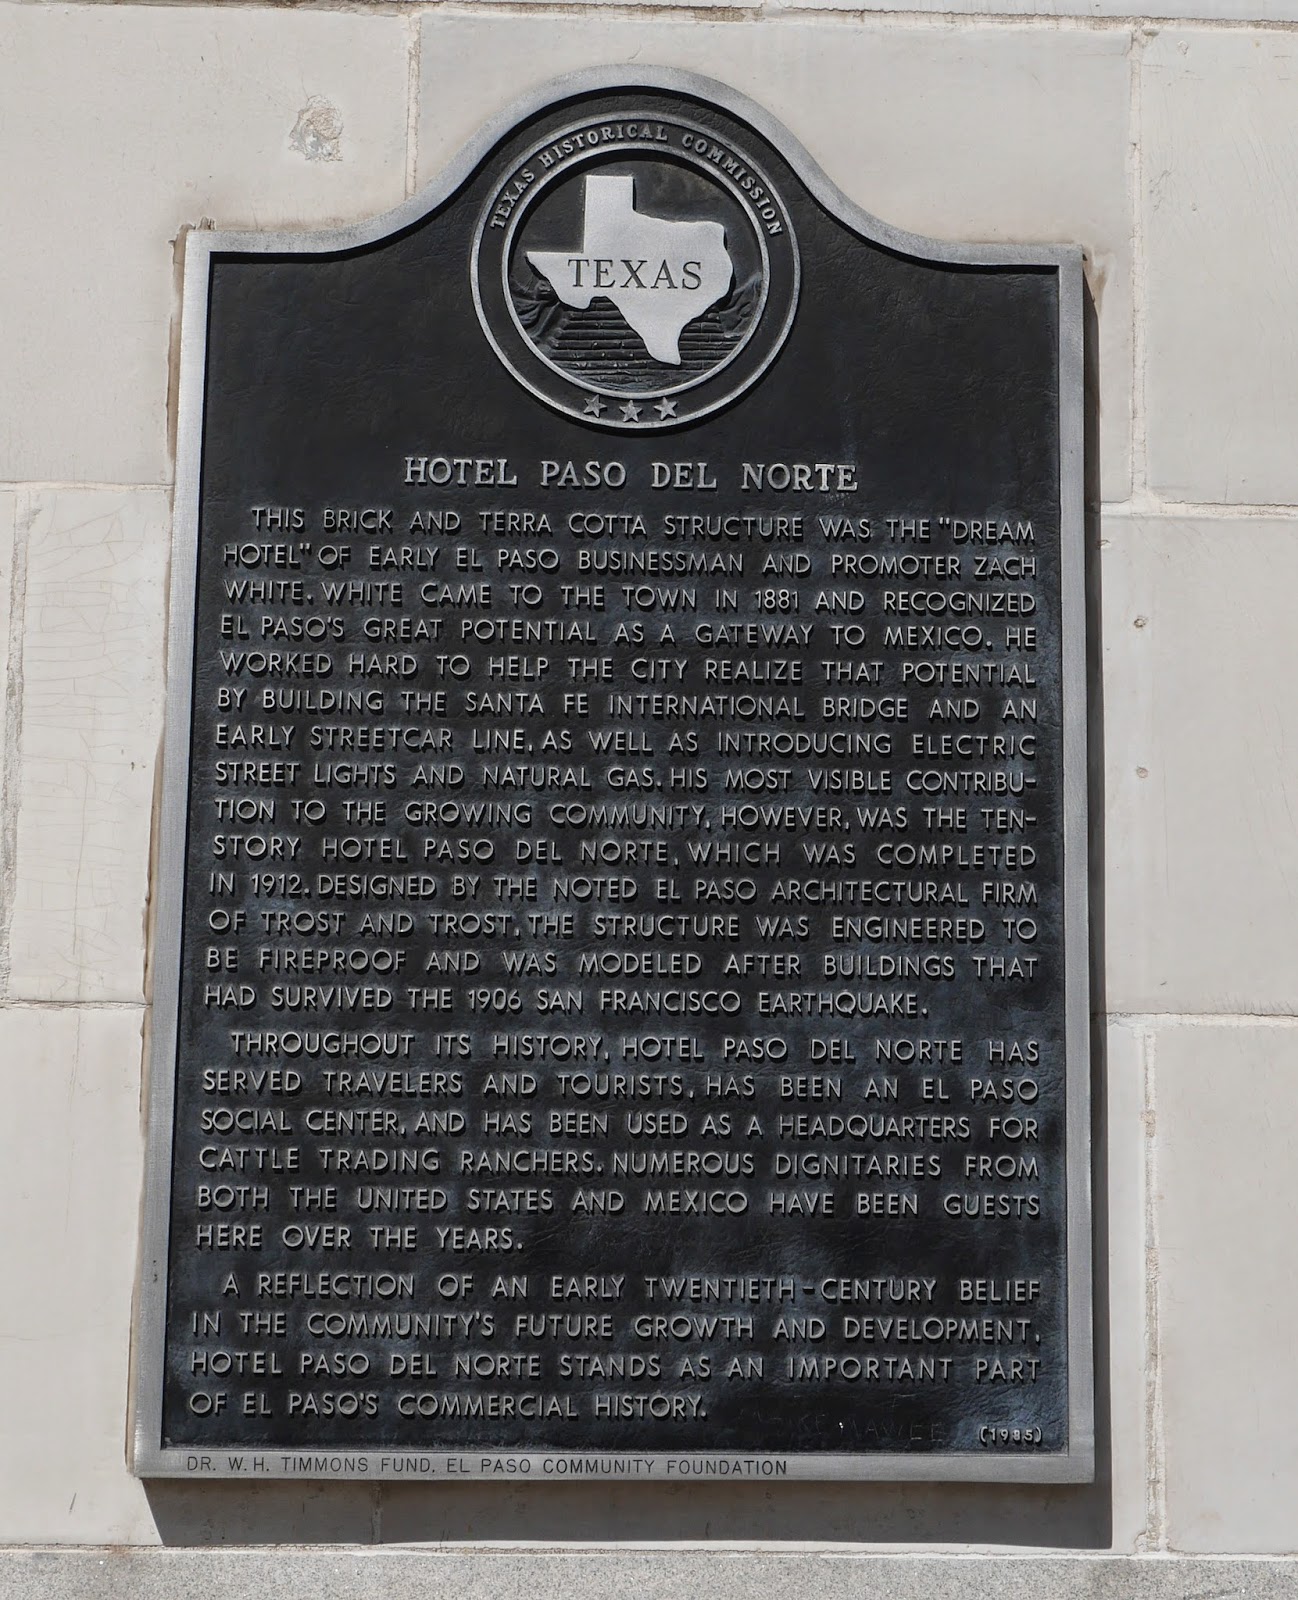 TEXAS HISTORICAL COMMISSION
TEXAS
HOTEL PASO DEL NORTE
THIS BRICK AND TERRA COTTA STRUCTURE WAS THE "DREAM
HOTEL" OF EARLY EL PASO BUSINESSMAN AND PROMOTER ZACH
WHITE. WHITE CAME TO THE TOWN IN 1881 AND RECOGNIZED
EL PASO'S GREAT POTENTIAL AS A GATEWAY TO MEXICO. HE
WORKED HARD TO HELP THE CITY REALIZE THAT POTENTIAL
BY BUILDING THE SANTA FE INTERNATIONAL BRIDGE AND AN
EARLY STREETCAR LINE, AS WELL AS INTRODUCING ELECTRIC
STREET LIGHTS AND NATURAL GAS. HIS MOST VISIBLE CONTRIBU-
TION TO THE GROWING COMMUNITY, HOWEVER, WAS THE TEN-
STORY HOTEL PASO DEL NORTE, WHICH WAS COMPLETED
IN 1912. DESIGNED BY THE NOTED EL PASO ARCHITECTURAL FIRM
OF TROST AND TROST, THE STRUCTURE WAS ENGINEERED TO
BE FIREPROOF AND WAS MODELED AFTER BUILDINGS THAT
HAD SURVIVED THE 1906 SAN FRANCISCO EARTHQUAKE.
THROUGHOUT ITS HISTORY, HOTEL PASO DEL NORTE HAS
SERVED TRAVELERS AND TOURISTS, HAS BEEN AN EL PASO
SOCIAL CENTER, AND HAS BEEN USED AS A HEADQUARTERS FOR
CATTLE TRADING RANCHERS. NUMEROUS DIGNITARIES FROM
BOTH THE UNITED STATES AND MEXICO HAVE BEEN GUESTS
HERE OVER THE YEARS.
A REFLECTION OF AN EARLY TWENTIETH-CENTURY BELIEF
IN THE COMMUNITY'S FUTURE GROWTH AND DEVELOPMENT,
HOTEL PASO DEL NORTE STANDS AS AN IMPORTANT PART
OF EL PASO'S COMMERCIAL HISTORY.
(1985)
DR. W. H. TIMMONS FUND, EL PASO COMMUNITY FOUNDATION